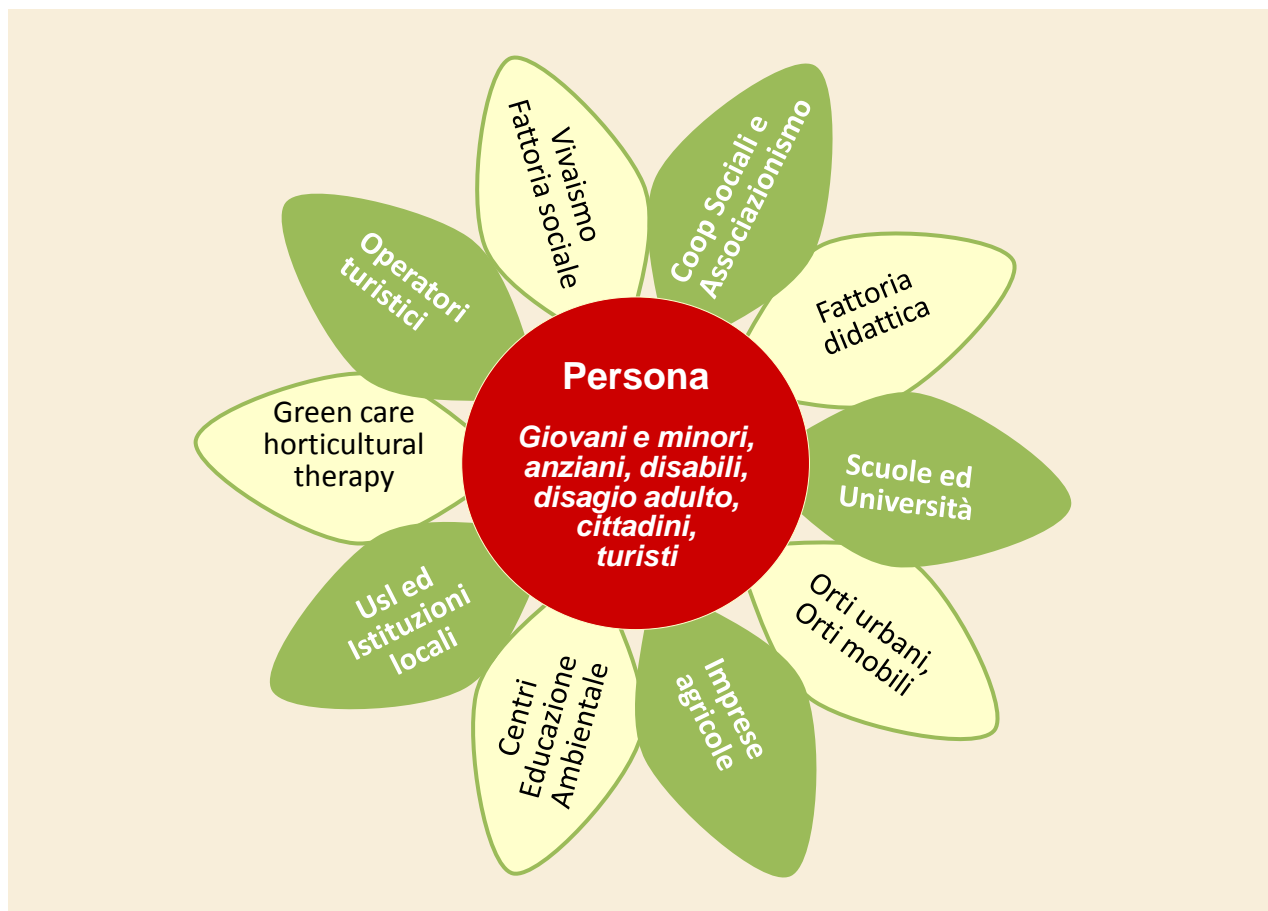 Vivaismo
Fattoria sociale
Coop Sociali e
Associazionismo
Fattoria
didattica
Scuole ed
Università
Orti urbani,
Orti mobili
Imprese
agricole
Centri
Educazione
Ambientale
Usl ed
Istituzioni
locali
Green care
horticultural
therapy
Operatori
turistici
Persona
Giovani e minori,
anziani, disabili,
disagio adulto,
cittadini,
turisti